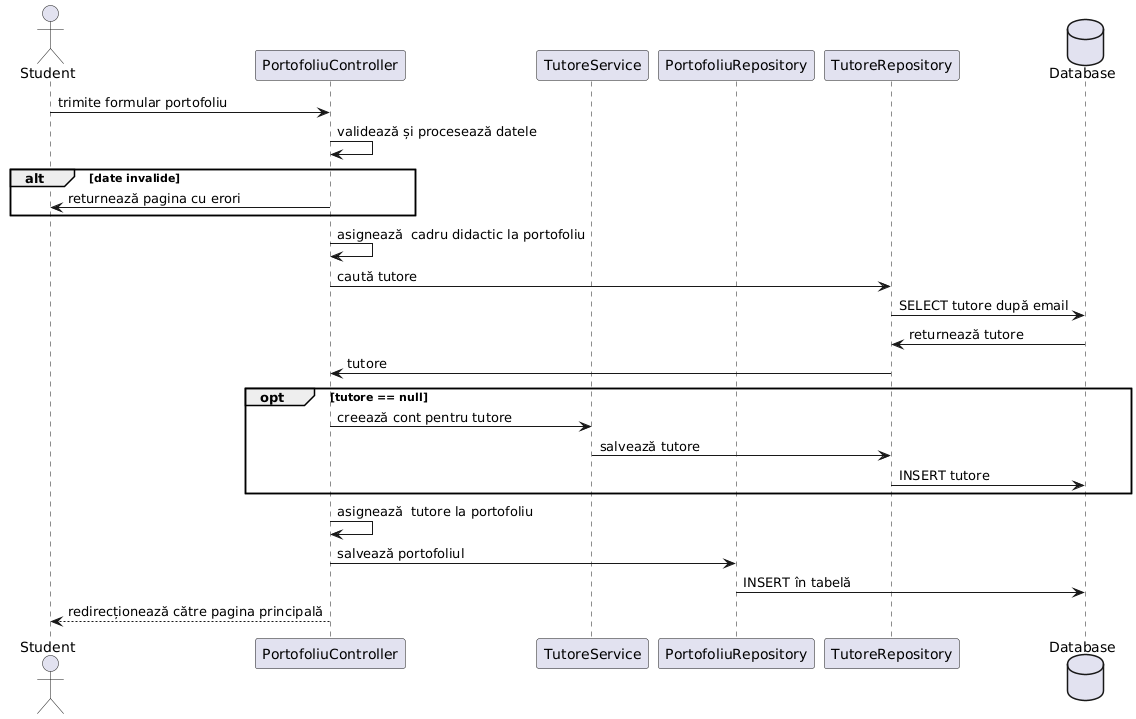 Student
PortofoliuController
TutoreService
PortofoliuRepository
TutoreRepository
Database
trimite formular portofoliu
validează și procesează datele
alt [date invalide]
returnează pagina cu erori
asignează  cadru didactic la portofoliu
caută tutore
SELECT tutore după email
returnează tutore
tutore
opt [tutore == null]
creează cont pentru tutore
salvează tutore
INSERT tutore
asignează  tutore la portofoliu
salvează portofoliul
INSERT în tabelă
redirecționează către pagina principală
Student
PortofoliuController
TutoreService
PortofoliuRepository
TutoreRepository
Database